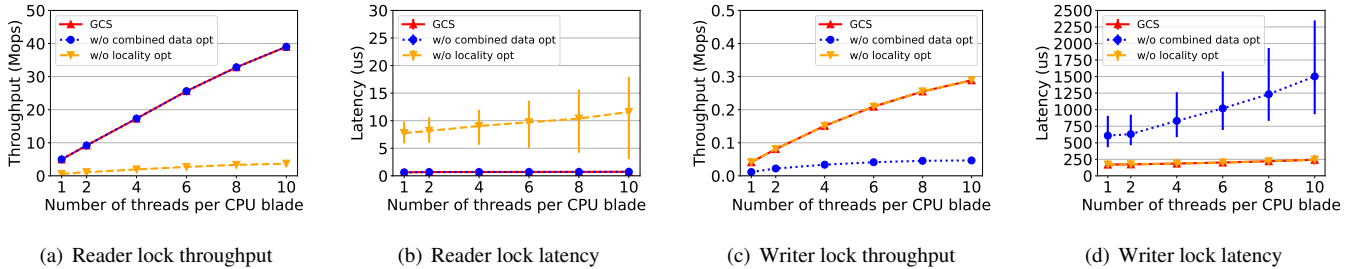 50
40
30
20
10
0
Throughput (Mops)
GCS
w/o combined data opt
w/o locality opt
1 2 4 6 8 10
Number of threads per CPU blade
(a) Reader lock throughput
30
25
20
15
10
5
0
Latency (us)
GCS
w/o combined data opt
w/o locality opt
1 2 4 6 8 10
Number of threads per CPU blade
(b) Reader lock latency
0.5
0.4
0.3
0.2
0.1
0.0
Throughput (Mops)
GCS
w/o combined data opt
w/o locality opt
1 2 4 6 8 10
Number of threads per CPU blade
(c) Writer lock throughput
2500
2250
2000
1750
1500
1250
1000
750
500
250
0
Latency (us)
GCS
w/o combined data opt
w/o locality opt
1 2 4 6 8 10
Number of threads per CPU blade
(d) Writer lock latency